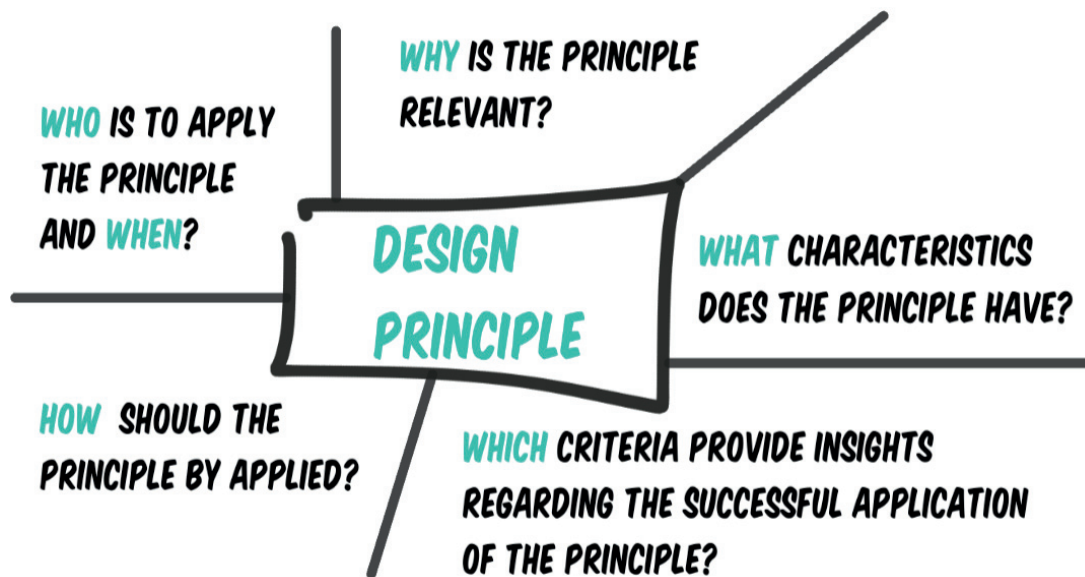 WHY IS THE PRINCIPLE
RELEVANT?
WHO IS TO APPLY
THE PRINCIPLE
AND WHEN?
DESIGN
PRINCIPLE
WHAT CHARACTERISTICS
DOES THE PRINCIPLE HAVE?
HOW SHOULD THE
PRINCIPLE BY APPLIED?
WHICH CRITERIA PROVIDE INSIGHTS
REGARDING THE SUCCESSFUL APPLICATION
OF THE PRINCIPLE?